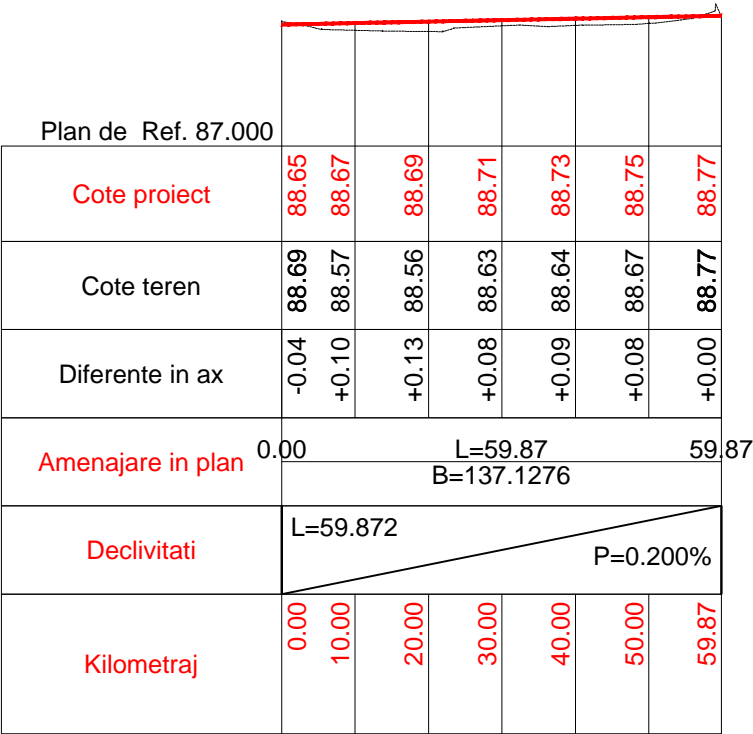 Plan de Ref. 87.000
Cote proiect 88.65 88.67 88.69 88.71 88.73 88.75 88.77
Cote teren 88.69 88.57 88.56 88.63 88.64 88.67 88.77
Diferente in ax -0.04 +0.10 +0.13 +0.08 +0.09 +0.08 +0.00
Amenajare in plan 0.00 L=59.87 59.87
B=137.1276
Declivitati L=59.872 P=0.200%
Kilometraj 0.00 10.00 20.00 30.00 40.00 50.00 59.87